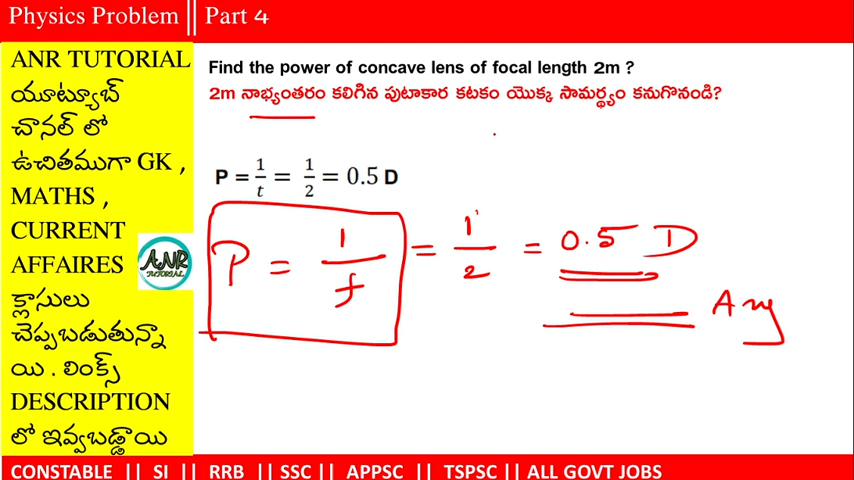 Physics Problem || Part 4
ANR TUTORIAL
యూట్యూబ్
చానల్ లో
ఉచితముగా GK ,
MATHS ,
CURRENT
AFFAIRES
క్లాసులు
చెప్పబడుతున్నా
యి . లింక్స్
DESCRIPTION
లో ఇవ్వబడ్డాయి
ANR
TUTORIAL
Find the power of concave lens of focal length 2m ?
2m నాభ్యంతరం కలిగిన పుటాకార కటకం యొక్క సామర్థ్యం కనుగొనండి?
P = 1/t = 1/2 = 0.5 D
P = 1/f = 1/2 = 0.5 D
Ans
CONSTABLE || SI || RRB || SSC || APPSC || TSPSC || ALL GOVT JOBS